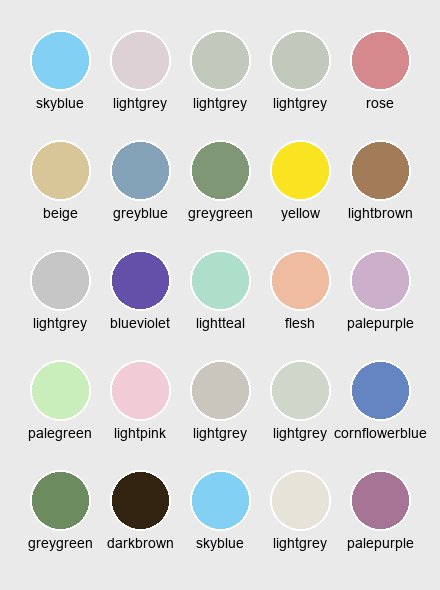 skyblue lightgrey lightgrey lightgrey rose
beige greyblue greygreen yellow lightbrown
lightgrey blueviolet lightteal flesh palepurple
palegreen lightpink lightgrey lightgrey cornflowerblue
greygreen darkbrown skyblue lightgrey palepurple